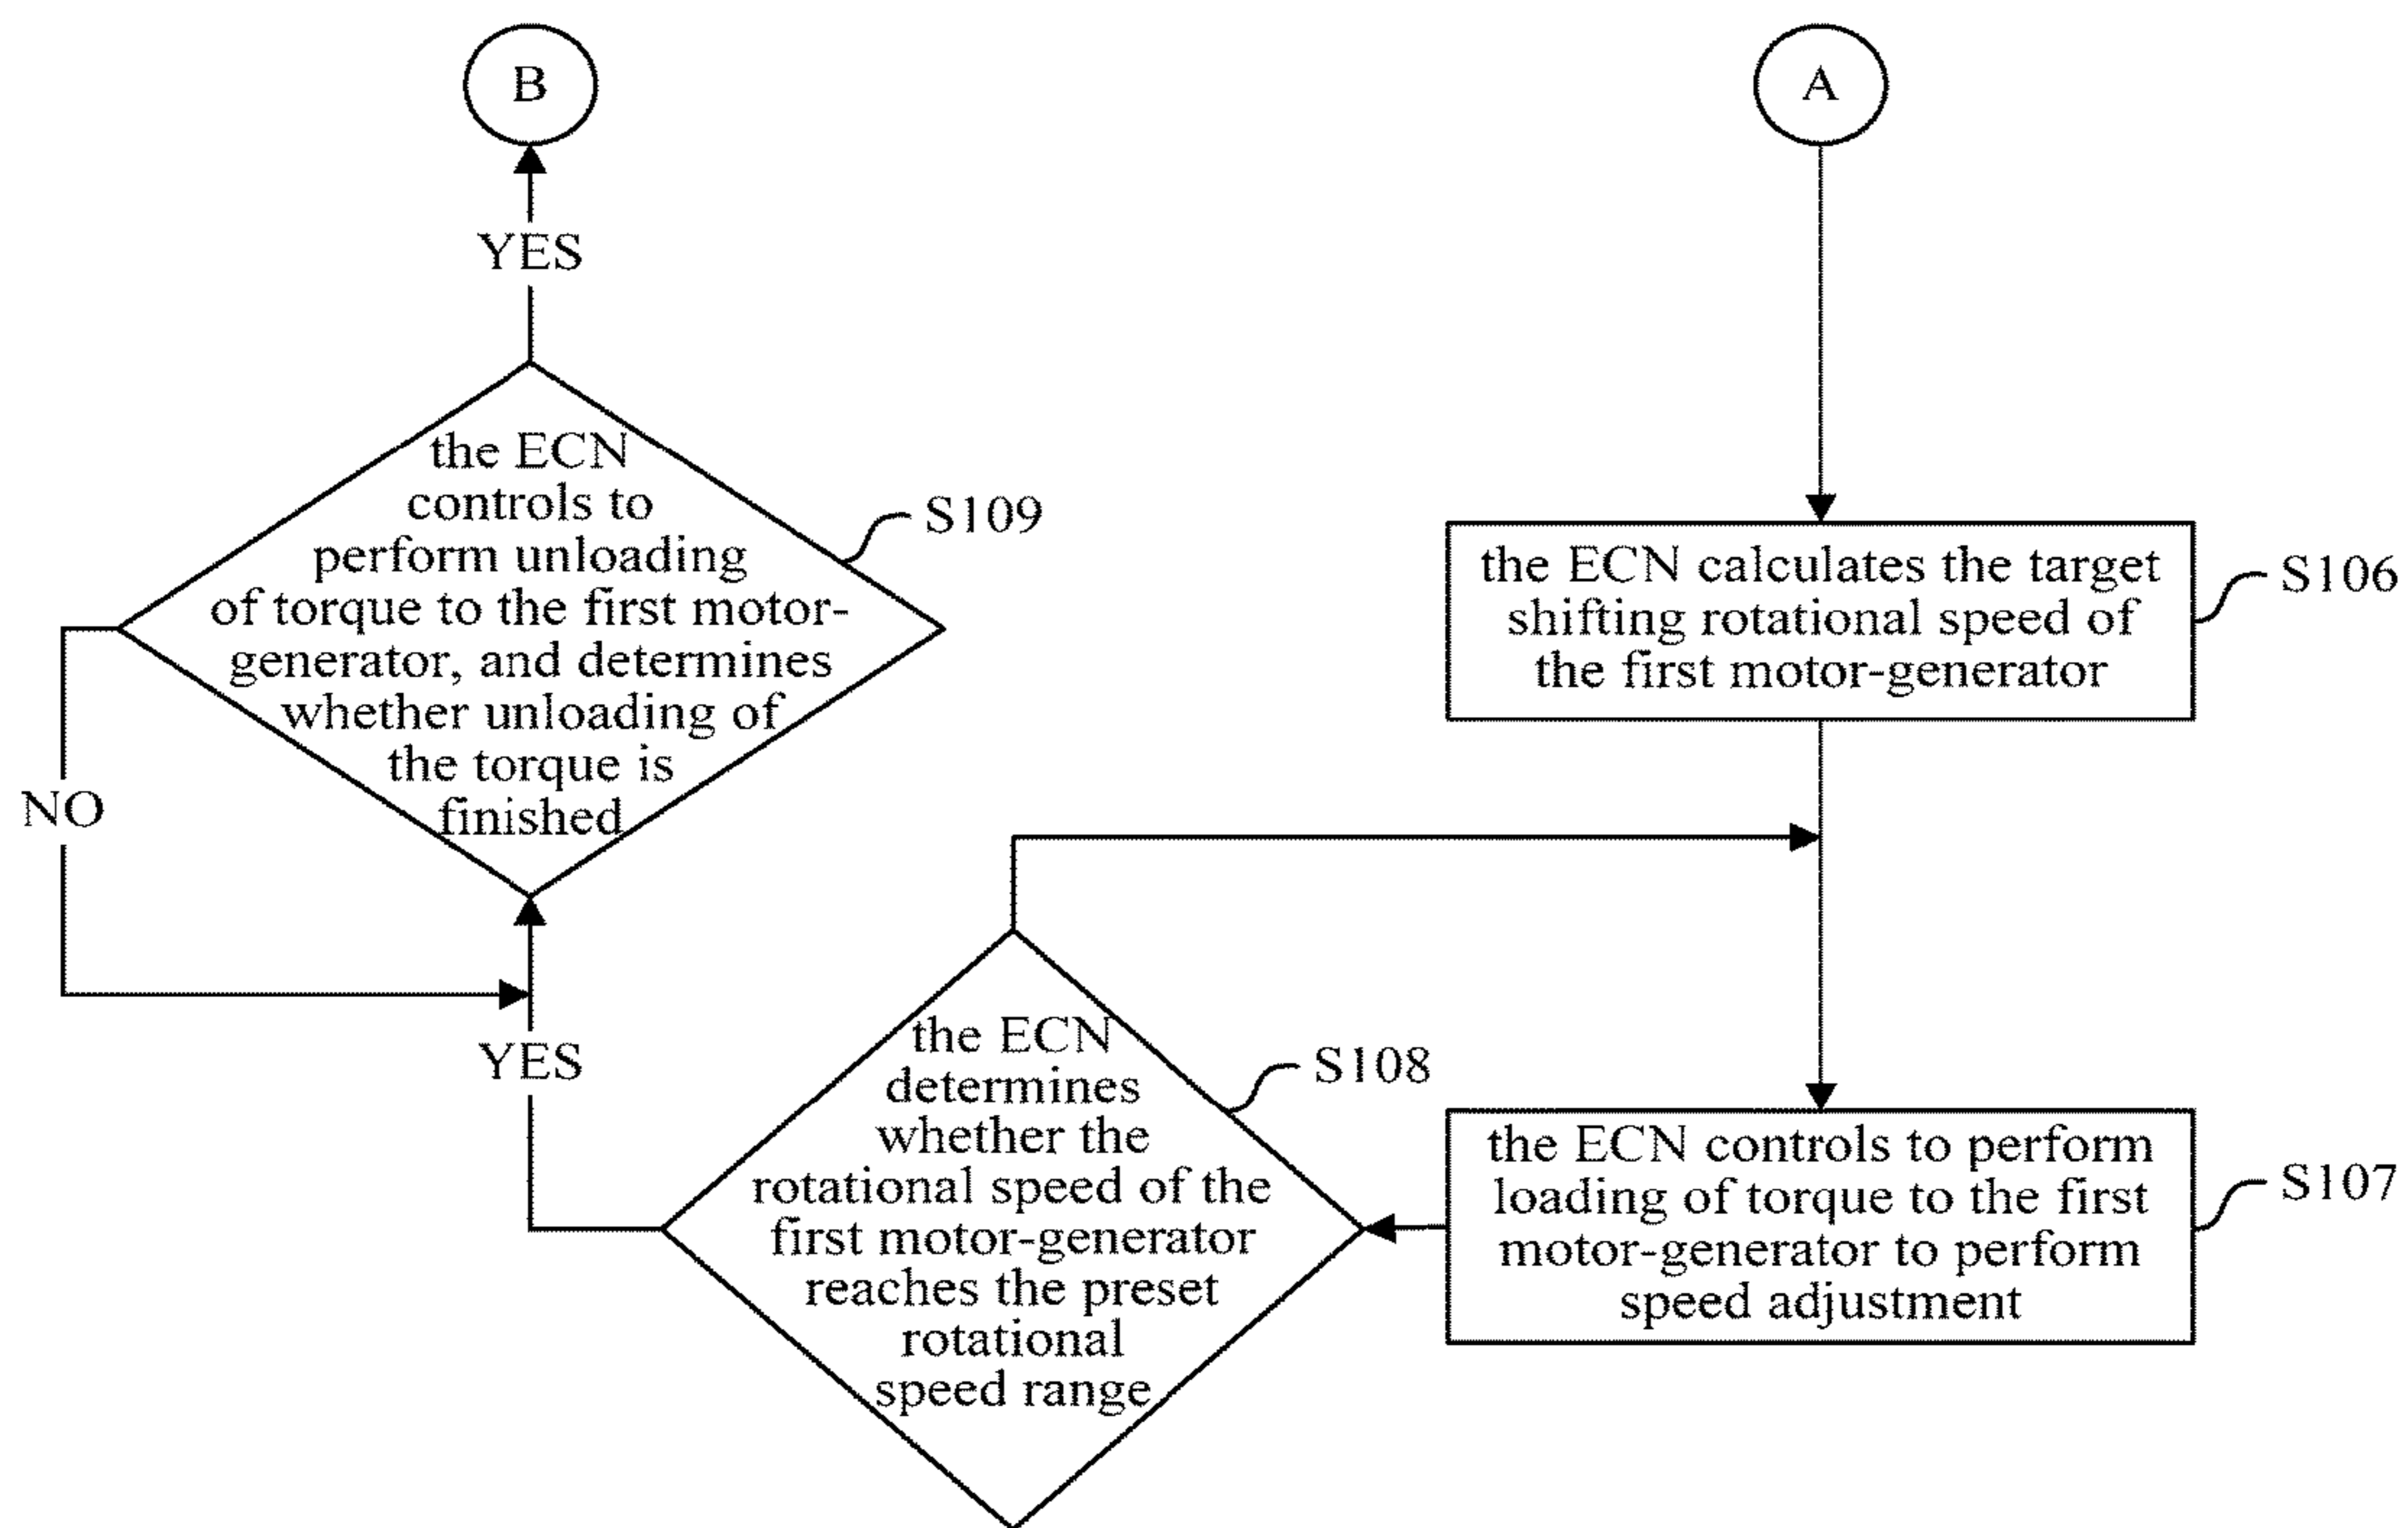 B
A
YES
the ECN
controls to
perform unloading
of torque to the first motor-
generator, and determines
whether unloading of
the torque is
finished
S109
NO
the ECN calculates the target
shifting rotational speed of
the first motor-generator
S106
YES
the ECN
determines
whether the
rotational speed of the
first motor-generator
reaches the preset
rotational
speed range
S108
the ECN controls to perform
loading of torque to the first
motor-generator to perform
speed adjustment
S107